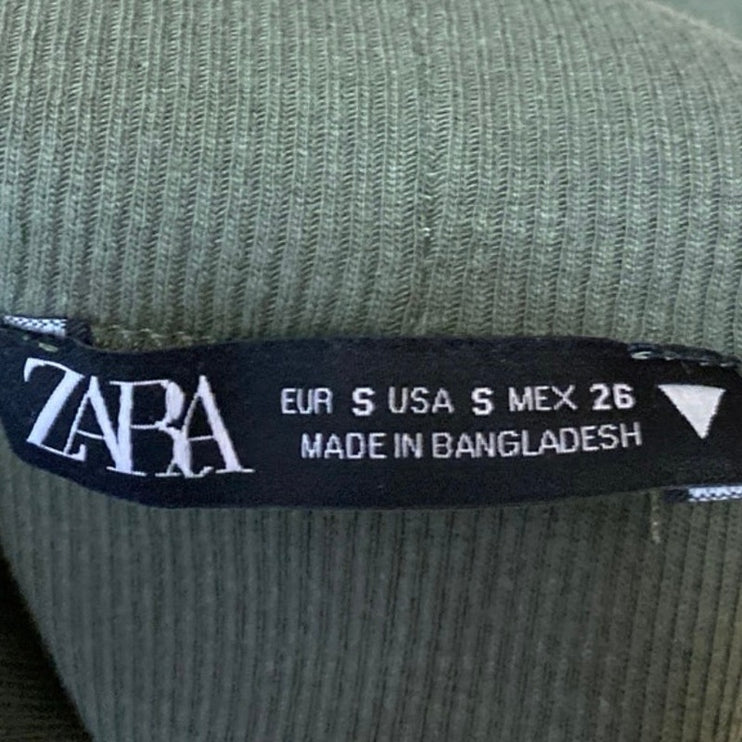 ZARA
EUR S USA S MEX 26
MADE IN BANGLADESH